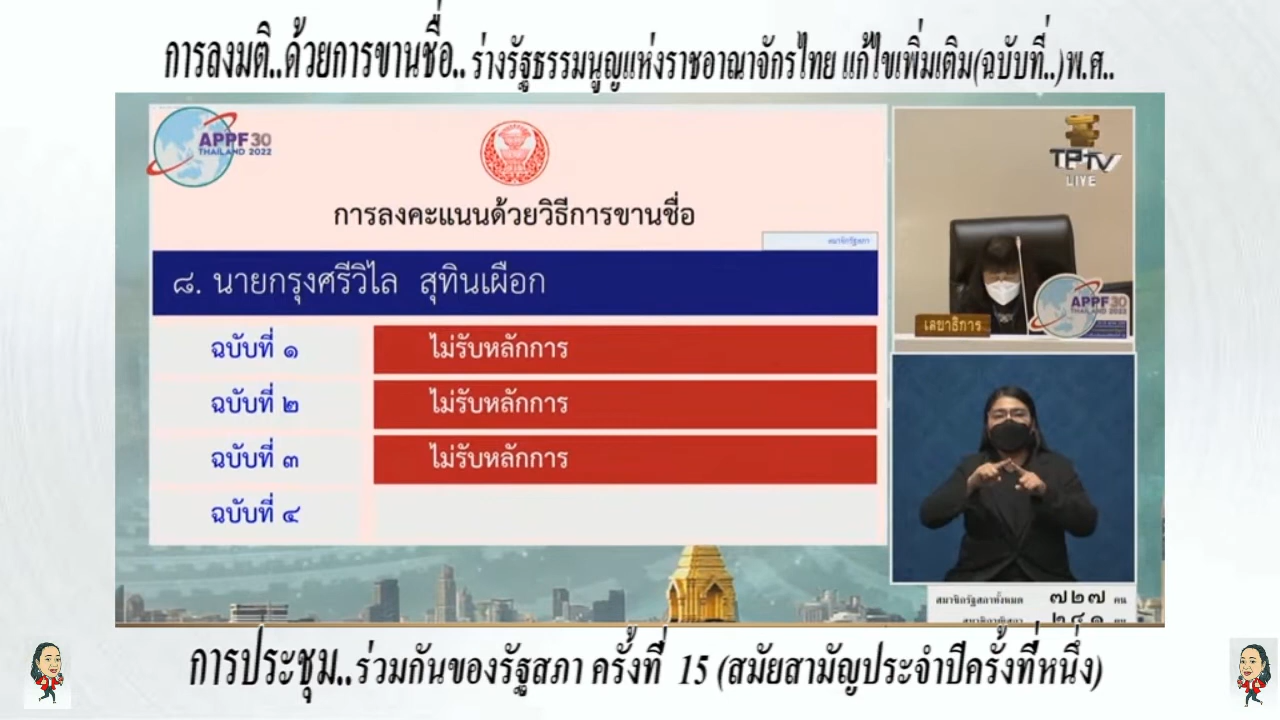 การลงมติ..ด้วยการขานชื่อ.. ร่างรัฐธรรมนูญแห่งราชอาณาจักรไทย แก้ไขเพิ่มเติม(ฉบับที่..)พ.ศ..
APPF30
THAILAND 2022
TPTV
LIVE
การลงคะแนนด้วยวิธีการขานชื่อ
สมาชิกรัฐสภา
๘. นายกรุงศรีวิไล สุทินเผือก
ฉบับที่ ๑ ไม่รับหลักการ
ฉบับที่ ๒ ไม่รับหลักการ
ฉบับที่ ๓ ไม่รับหลักการ
ฉบับที่ ๔
เลขาธิการ
APPF30
THAILAND 2022
สมาชิกรัฐสภาทั้งหมด ๗๒๗ คน
การประชุม..ร่วมกันของรัฐสภา ครั้งที่ 15 (สมัยสามัญประจำปีครั้งที่หนึ่ง)